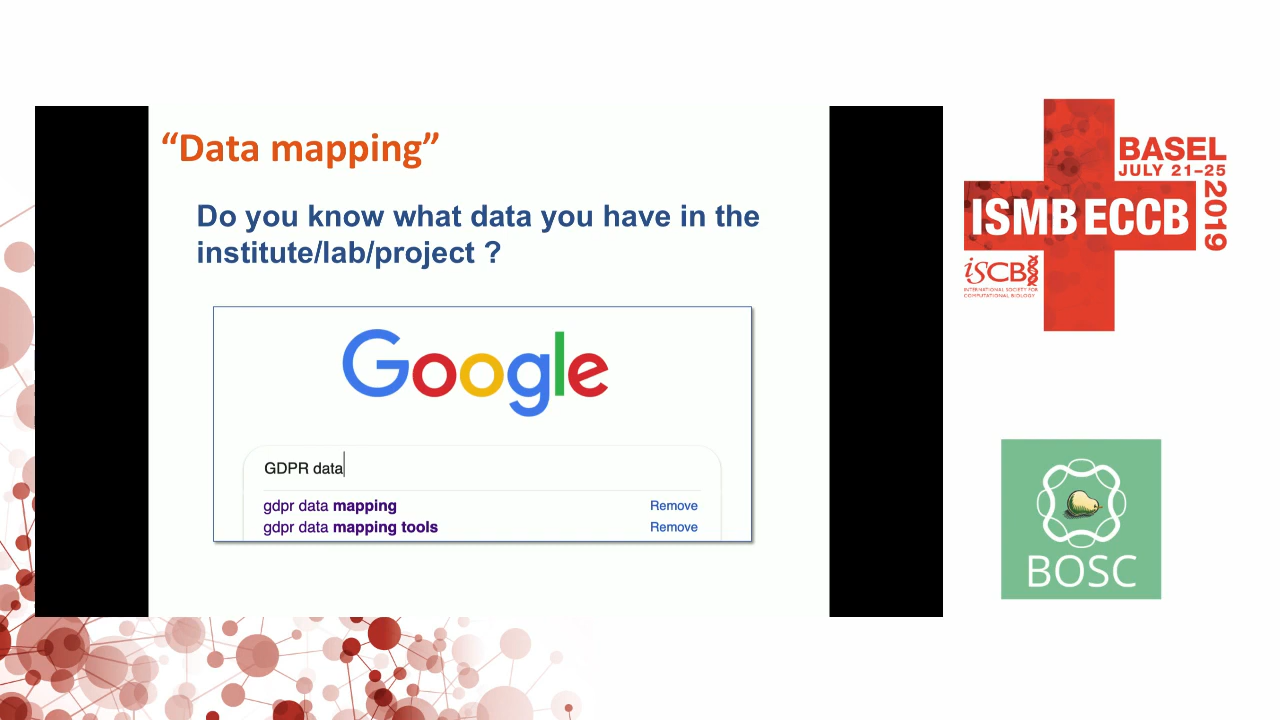 “Data mapping”
Do you know what data you have in the
institute/lab/project ?
Google
GDPR data
gdpr data mapping Remove
gdpr data mapping tools Remove
BASEL
JULY 21–25
2019
ISMB ECCB
iSCB
INTERNATIONAL SOCIETY FOR
COMPUTATIONAL BIOLOGY
BOSC